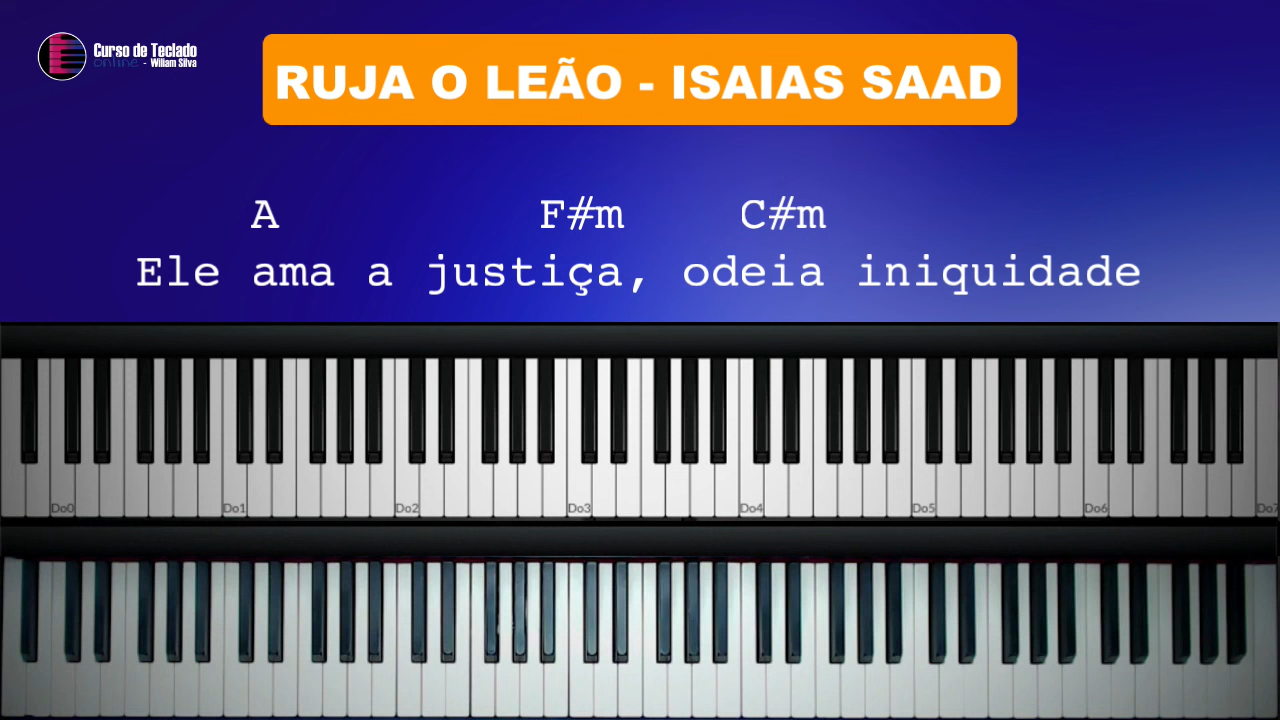 Curso de Teclado
online - Wiliam Silva
RUJA O LEÃO - ISAIAS SAAD
A F#m C#m
Ele ama a justiça, odeia iniquidade
Do0 Do1 Do2 Do3 Do4 Do5 Do6 Do7